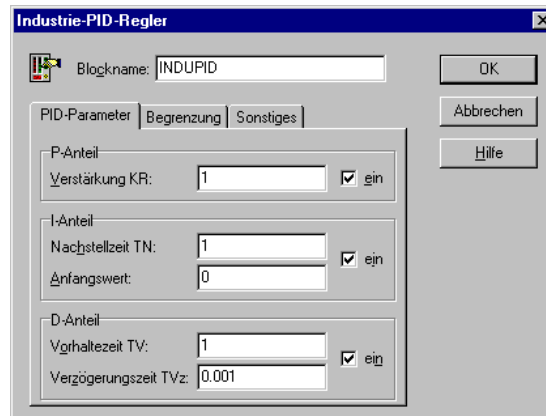 Industrie-PID-Regler
Blockname: INDUPID
OK
PID-Parameter Begrenzung Sonstiges
Abbrechen
P-Anteil
Hilfe
Verstärkung KR: 1 ein
I-Anteil
Nachstellzeit TN: 1
ein
Anfangswert: 0
D-Anteil
Vorhaltezeit TV: 1
ein
Verzögerungszeit TVz: 0.001